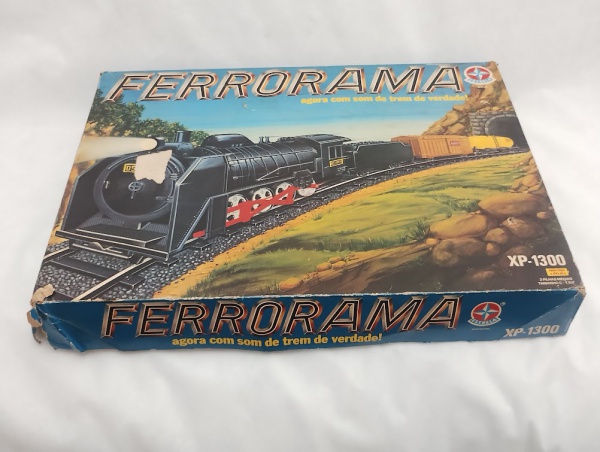 FERRORAMA
agora com som de trem de verdade!
XP-1300
FERRORAMA
agora com som de trem de verdade!
ESTRELA
XP-1300